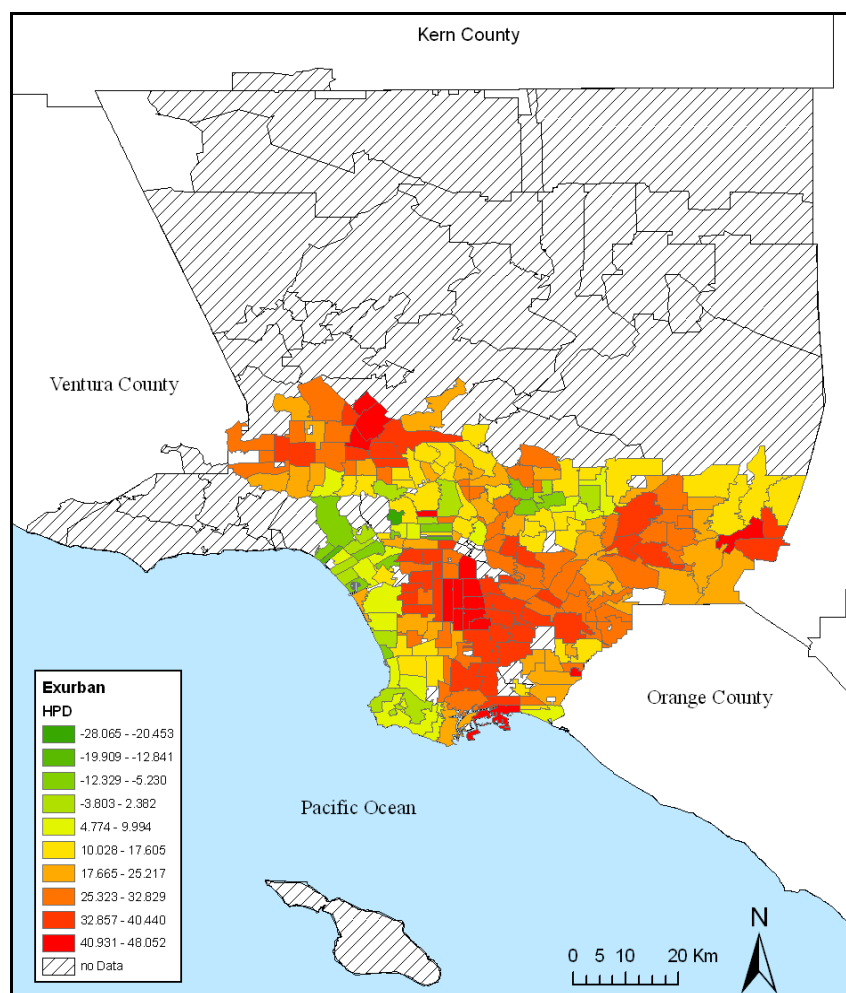 Kern County
Ventura County
Orange County
Pacific Ocean
Exurban
HPD
-28.065 - -20.453
-19.909 - -12.841
-12.329 - -5.230
-3.803 - 2.382
4.774 - 9.994
10.028 - 17.605
17.665 - 25.217
25.323 - 32.829
32.857 - 40.440
40.931 - 48.052
no Data
0 5 10 20 Km
N